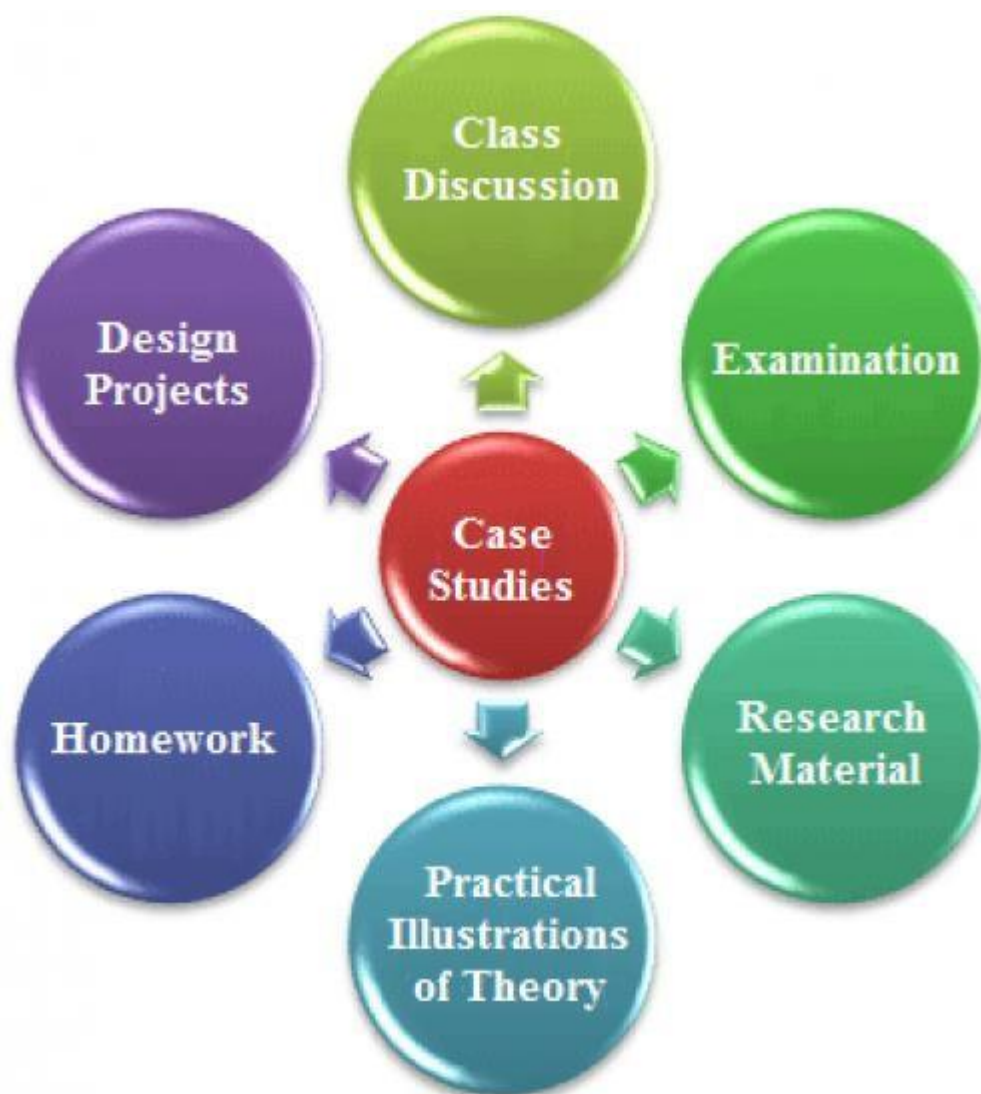 Class
Discussion
Examination
Research
Material
Practical
Illustrations
of Theory
Homework
Design
Projects
Case
Studies